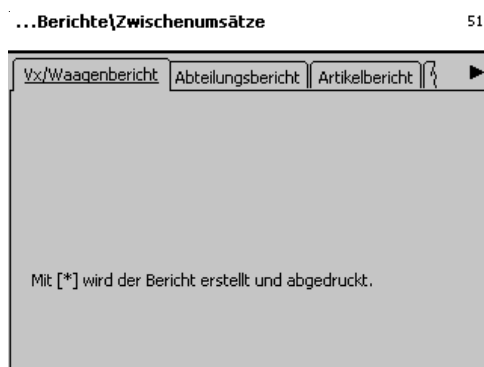 ...Berichte\Zwischenumsätze 51
Vx/Waagenbericht Abteilungsbericht Artikelbericht
Mit [*] wird der Bericht erstellt und abgedruckt.